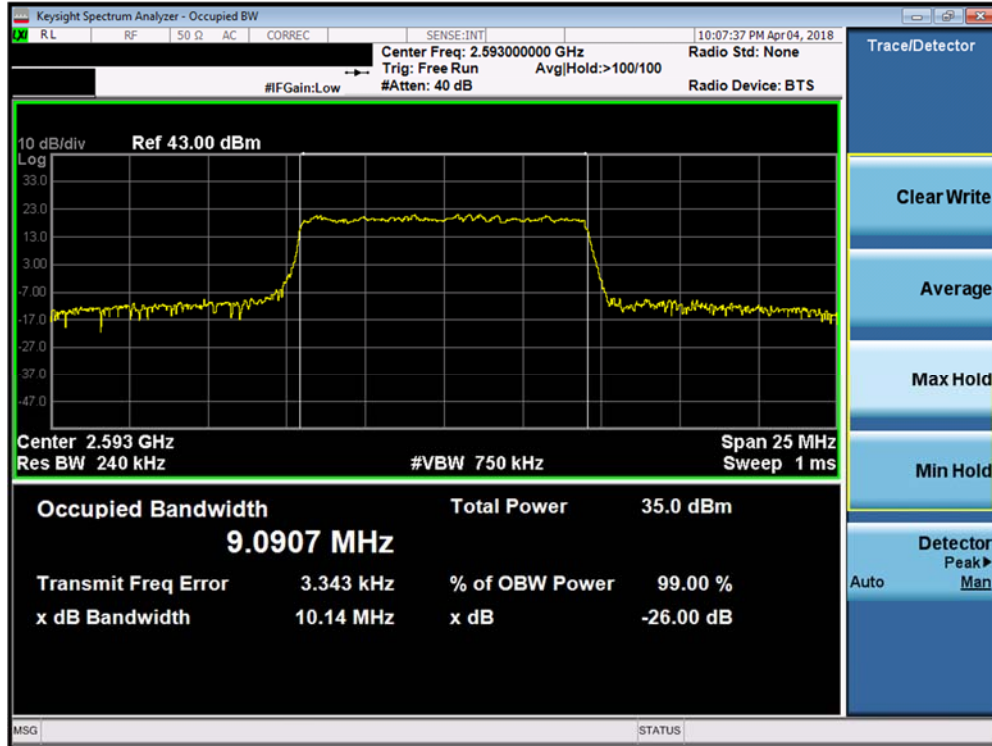 Keysight Spectrum Analyzer - Occupied BW
LXI RL RF 50 Ω AC CORREC SENSE:INT 10:07:37 PM Apr 04, 2018
Center Freq: 2.593000000 GHz Radio Std: None
Trig: Free Run Avg|Hold:>100/100
#IFGain:Low #Atten: 40 dB Radio Device: BTS
Trace/Detector
10 dB/div Ref 43.00 dBm
Log
33.0
23.0
13.0
3.00
-7.00
-17.0
-27.0
-37.0
-47.0
Center 2.593 GHz Span 25 MHz
Res BW 240 kHz #VBW 750 kHz Sweep 1 ms
Occupied Bandwidth Total Power 35.0 dBm
9.0907 MHz
Transmit Freq Error 3.343 kHz % of OBW Power 99.00 %
x dB Bandwidth 10.14 MHz x dB -26.00 dB
Clear Write
Average
Max Hold
Min Hold
Detector
Peak▶
Auto Man
MSG STATUS